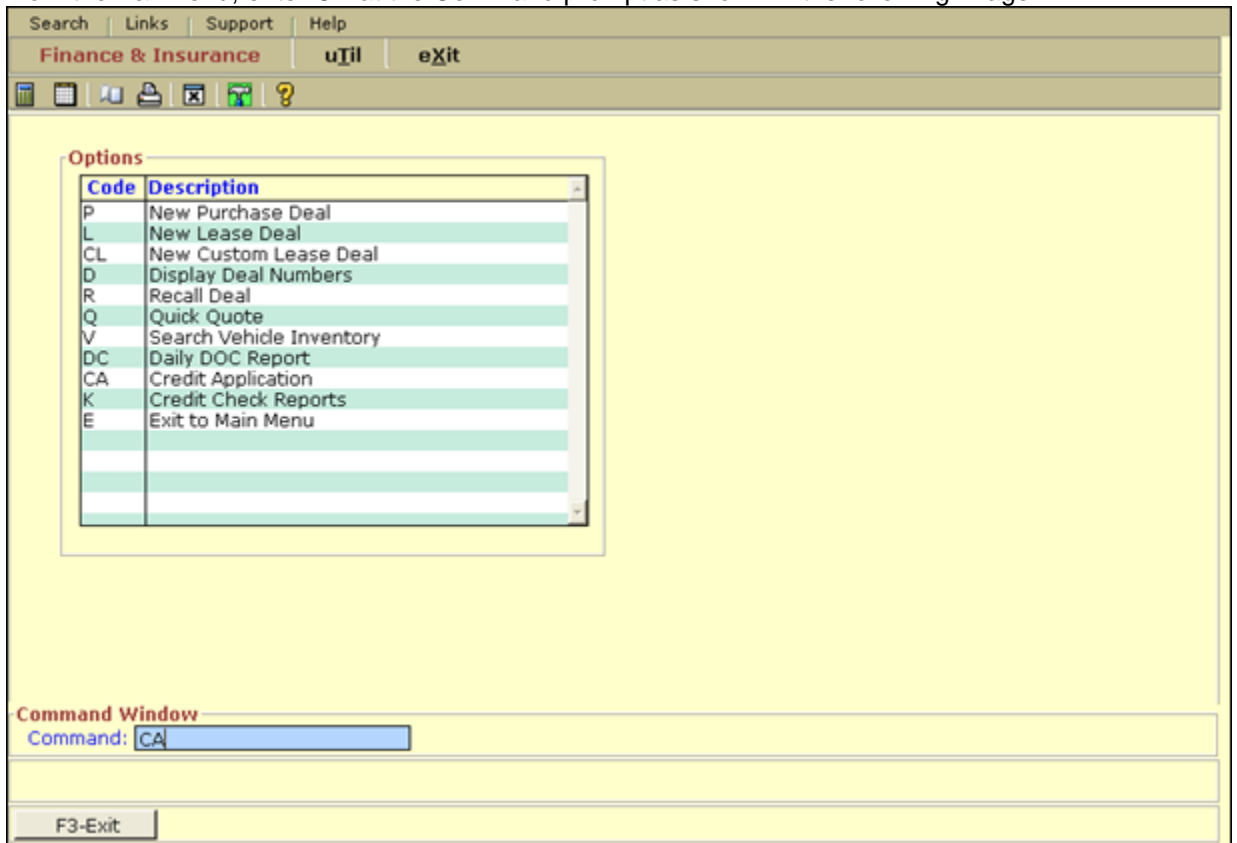 Search Links Support Help
Finance & Insurance uTil eXit
Options
Code Description
P New Purchase Deal
L New Lease Deal
CL New Custom Lease Deal
D Display Deal Numbers
R Recall Deal
Q Quick Quote
V Search Vehicle Inventory
DC Daily DOC Report
CA Credit Application
K Credit Check Reports
E Exit to Main Menu
Command Window
Command: CA
F3-Exit